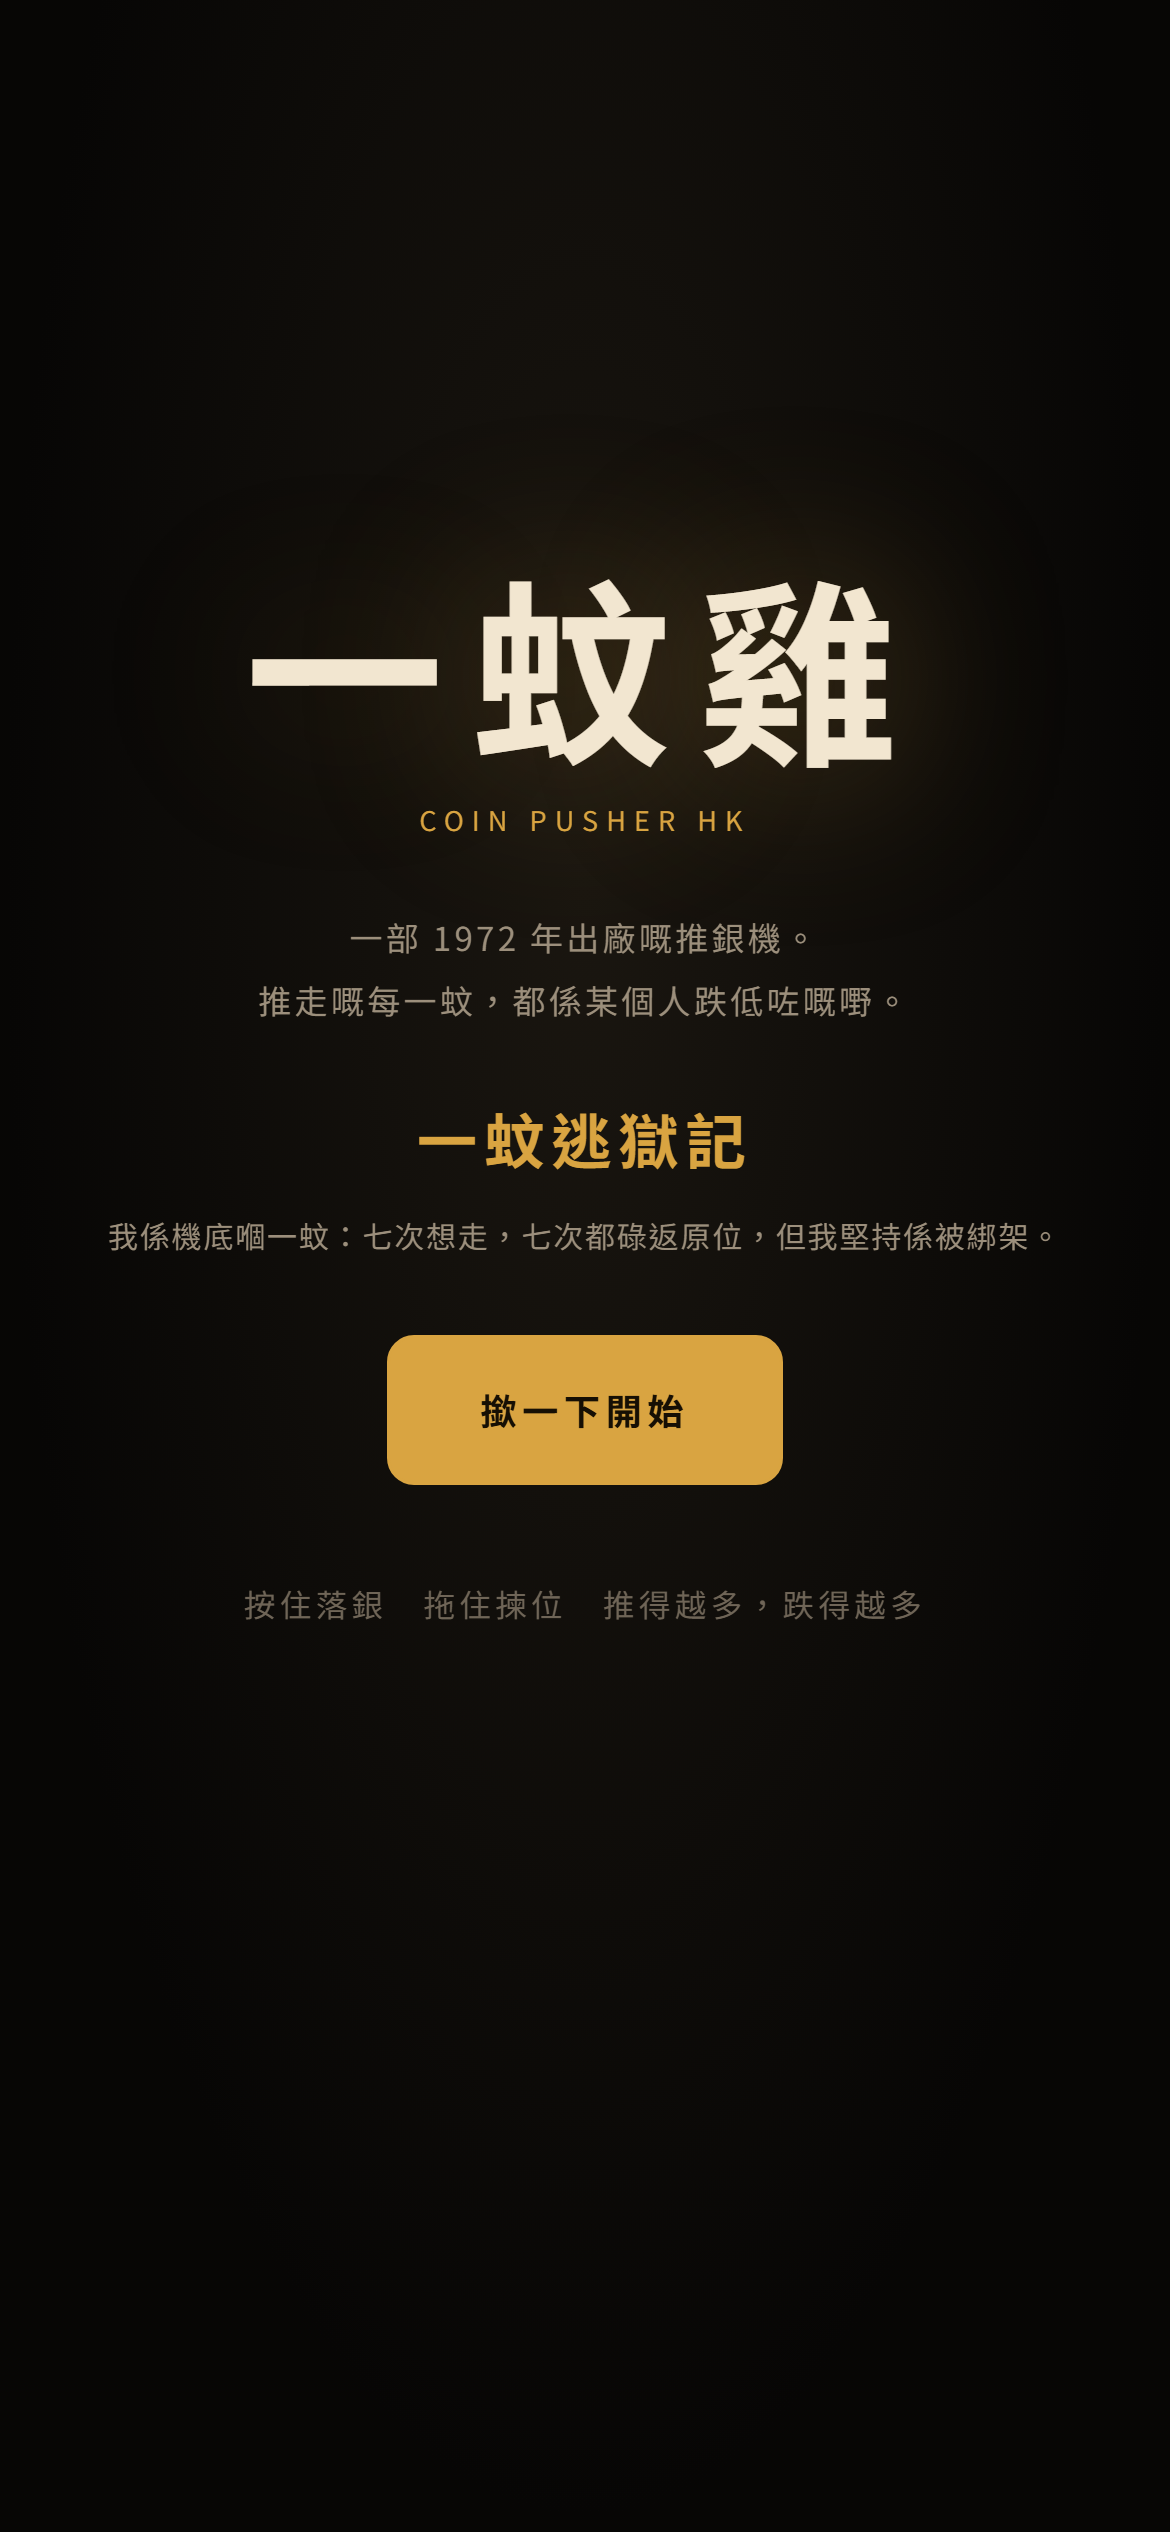 一蚊雞
COIN PUSHER HK
一部 1972 年出廠嘅推銀機。
推走嘅每一蚊，都係某個人跌低咗嘅嘢。
一蚊逃獄記
我係機底嗰一蚊：七次想走，七次都碌返原位，但我堅持係被綁架。
撳一下開始
按住落銀　拖住揀位　推得越多，跌得越多